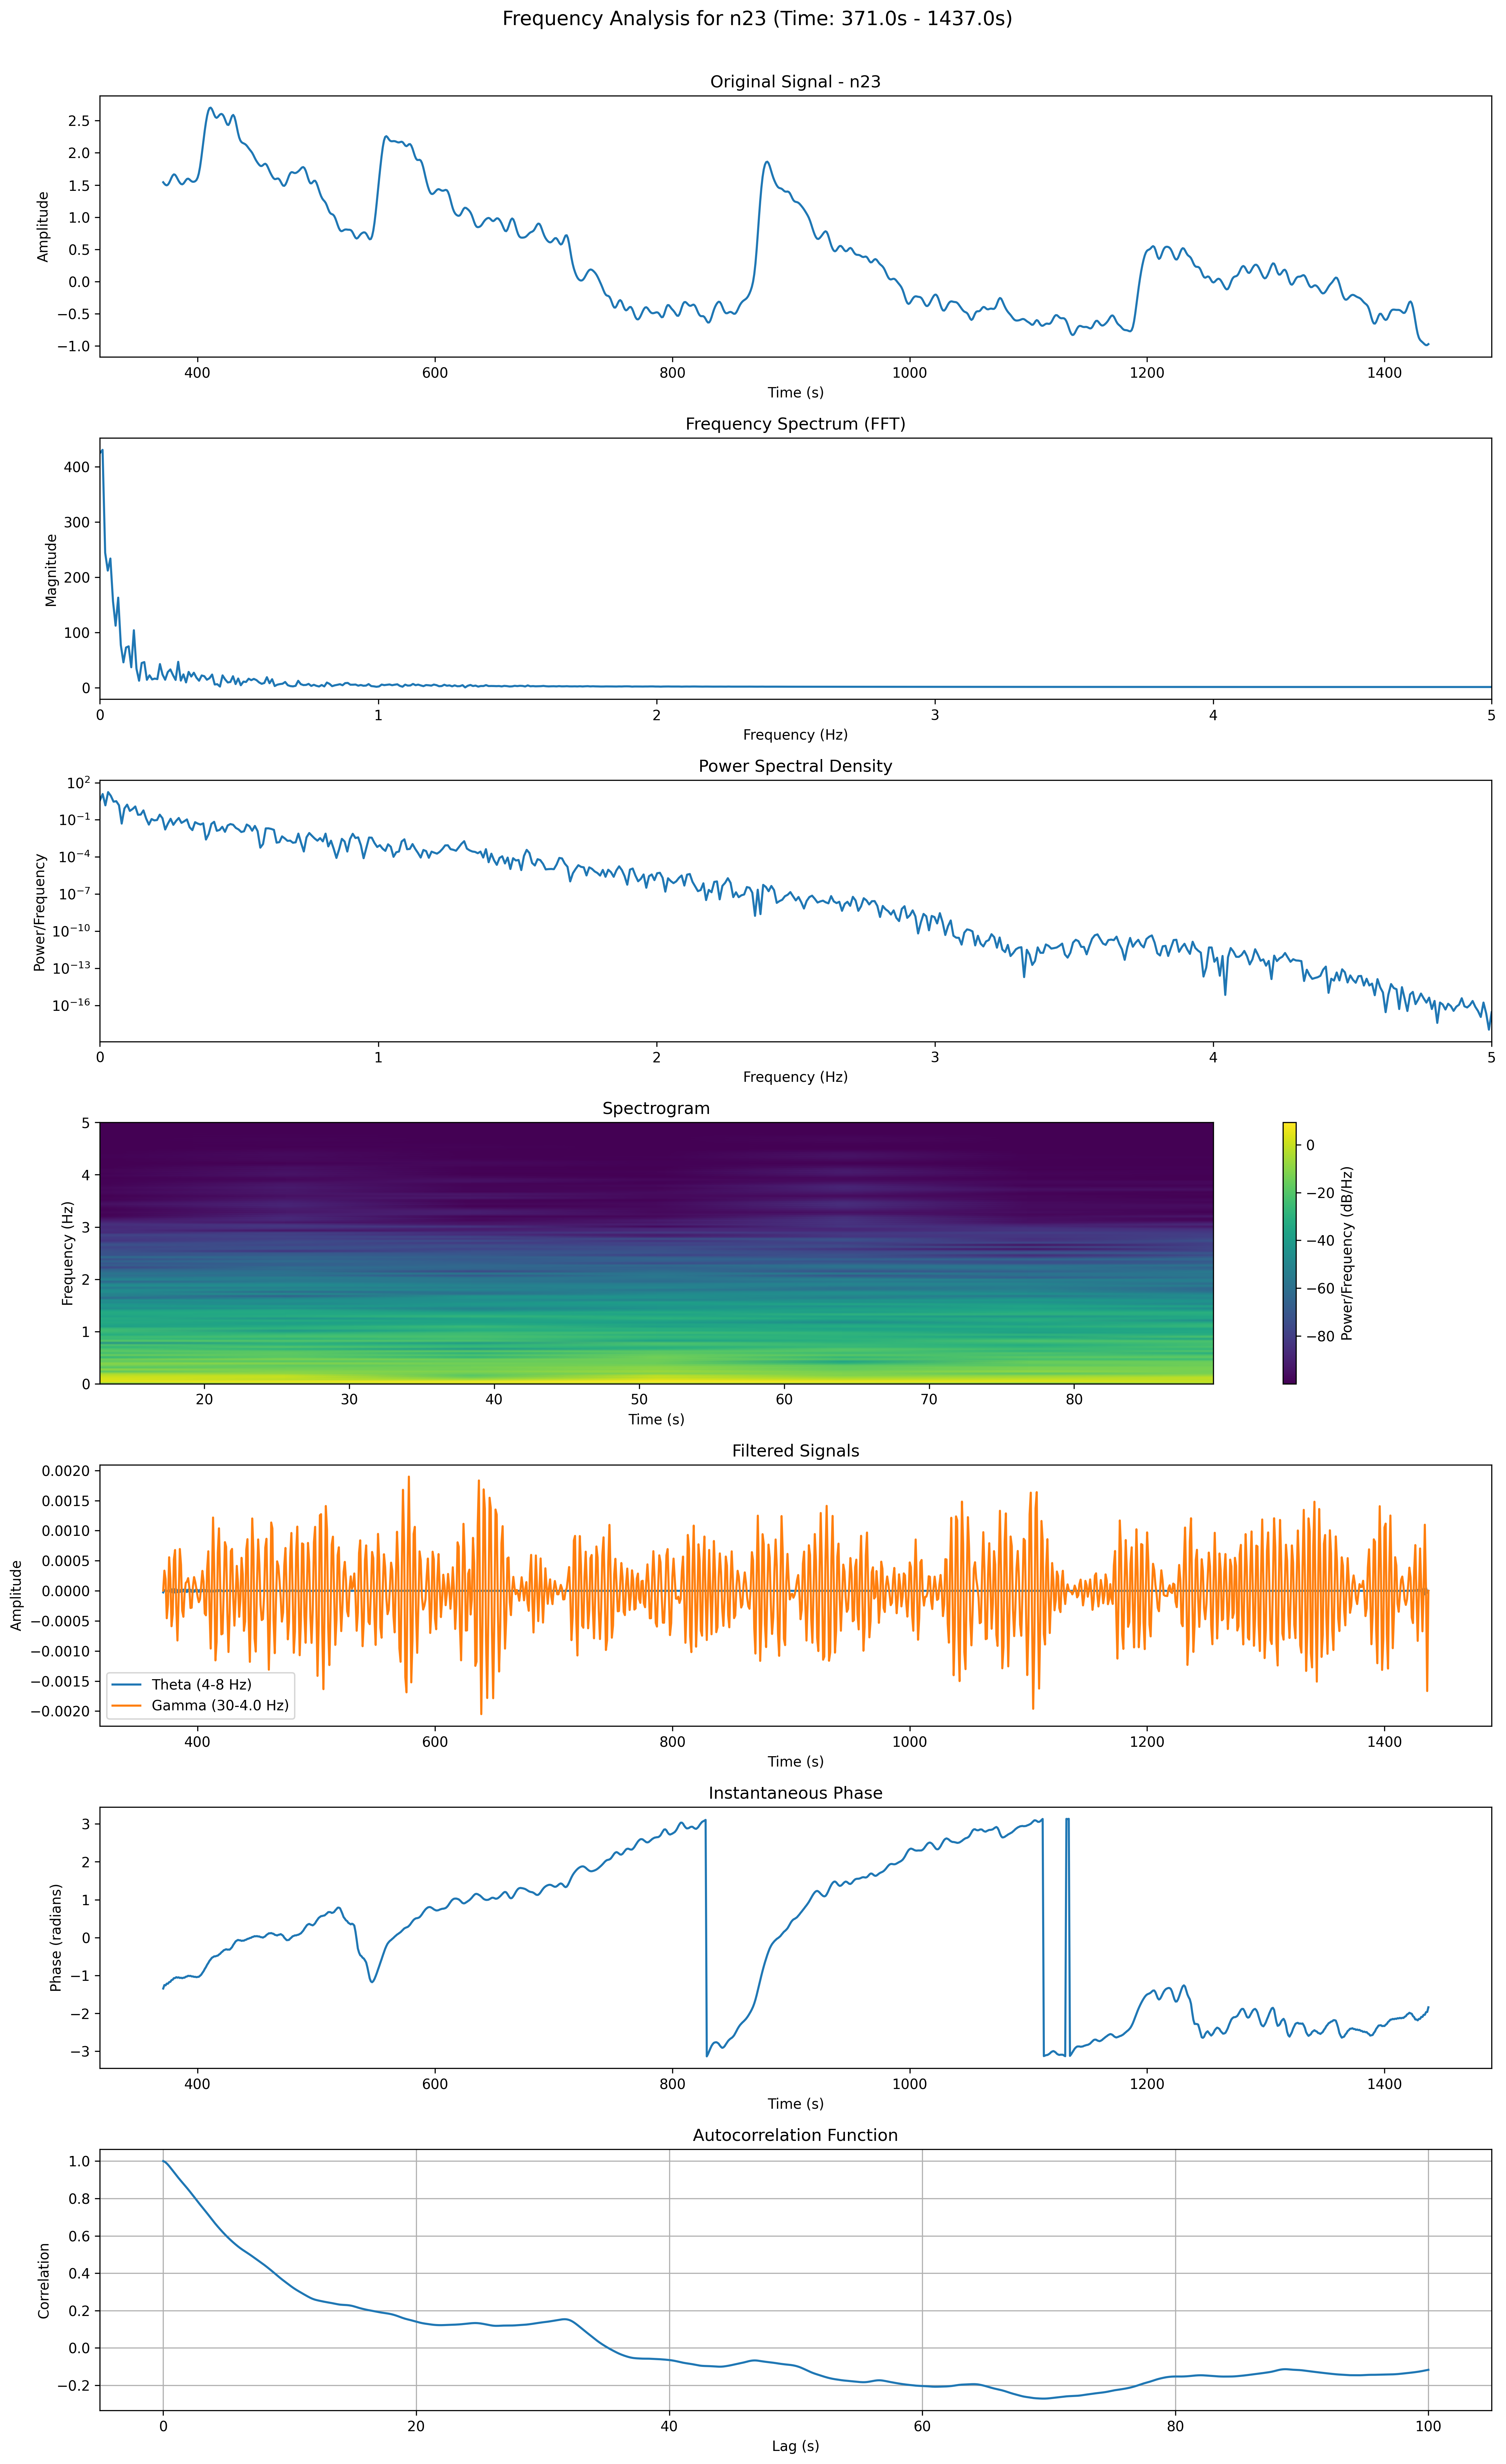 Frequency Analysis for n23 (Time: 371.0s - 1437.0s)
Original Signal - n23
Amplitude
2.5
2.0
1.5
1.0
0.5
0.0
−0.5
−1.0
400 600 800 1000 1200 1400
Time (s)
Frequency Spectrum (FFT)
Magnitude
400
300
200
100
0
0 1 2 3 4 5
Frequency (Hz)
Power Spectral Density
Power/Frequency
10²
10⁻¹
10⁻⁴
10⁻⁷
10⁻¹⁰
10⁻¹³
10⁻¹⁶
0 1 2 3 4 5
Frequency (Hz)
Spectrogram
Frequency (Hz)
5
4
3
2
1
0
20 30 40 50 60 70 80
Time (s)
0
−20
−40
−60
−80
Power/Frequency (dB/Hz)
Filtered Signals
Amplitude
0.0020
0.0015
0.0010
0.0005
0.0000
−0.0005
−0.0010
−0.0015
−0.0020
Theta (4-8 Hz)
Gamma (30-4.0 Hz)
400 600 800 1000 1200 1400
Time (s)
Instantaneous Phase
Phase (radians)
3
2
1
0
−1
−2
−3
400 600 800 1000 1200 1400
Time (s)
Autocorrelation Function
Correlation
1.0
0.8
0.6
0.4
0.2
0.0
−0.2
0 20 40 60 80 100
Lag (s)